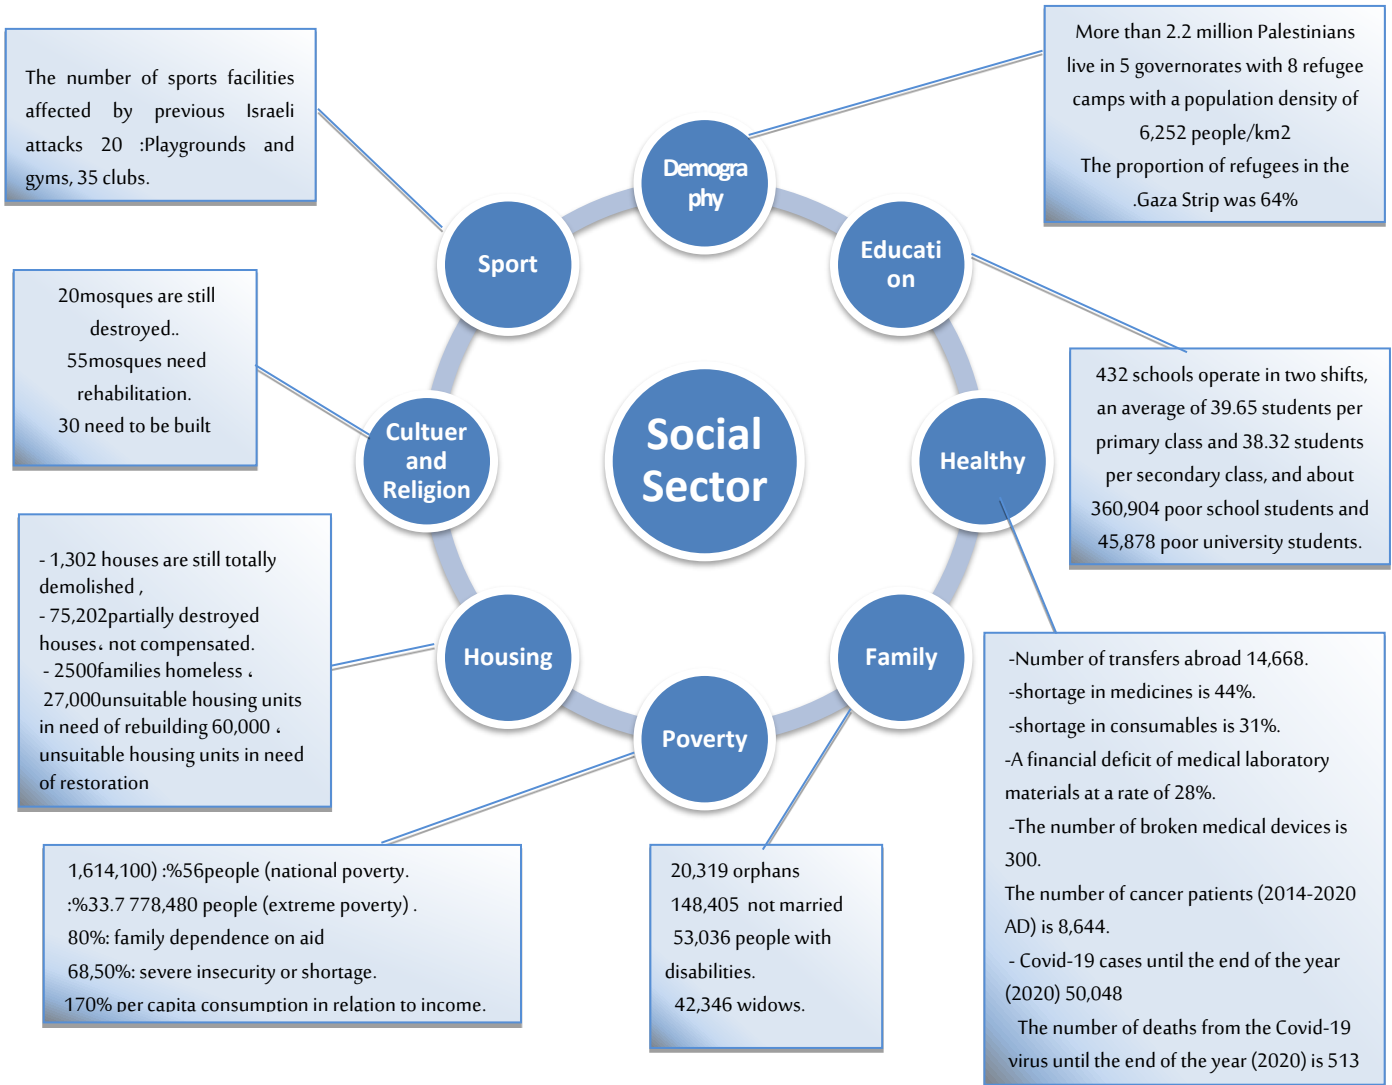 The number of sports facilities
affected by previous Israeli
attacks 20 :Playgrounds and
gyms, 35 clubs.
More than 2.2 million Palestinians
live in 5 governorates with 8 refugee
camps with a population density of
6,252 people/km2
The proportion of refugees in the
.Gaza Strip was 64%
Demogra
phy
Sport
Educati
on
20mosques are still
destroyed..
55mosques need
rehabilitation.
30 need to be built
432 schools operate in two shifts,
an average of 39.65 students per
primary class and 38.32 students
per secondary class, and about
360,904 poor school students and
45,878 poor university students.
Cultuer
and
Religion
Social
Sector
Healthy
- 1,302 houses are still totally
demolished ,
- 75,202partially destroyed
houses، not compensated.
- 2500families homeless ،
27,000unsuitable housing units
in need of rebuilding 60,000 ،
unsuitable housing units in need
of restoration
Housing
Family
Poverty
-Number of transfers abroad 14,668.
-shortage in medicines is 44%.
-shortage in consumables is 31%.
-A financial deficit of medical laboratory
materials at a rate of 28%.
-The number of broken medical devices is
300.
The number of cancer patients (2014-2020
AD) is 8,644.
- Covid-19 cases until the end of the year
(2020) 50,048
The number of deaths from the Covid-19
virus until the end of the year (2020) is 513
1,614,100) :%56people (national poverty.
:%33.7 778,480 people (extreme poverty) .
80%: family dependence on aid
68,50%: severe insecurity or shortage.
170% per capita consumption in relation to income.
20,319 orphans
148,405 not married
53,036 people with
disabilities.
42,346 widows.